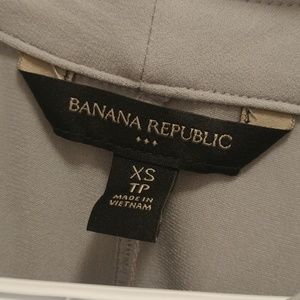 BANANA REPUBLIC
XS
TP
MADE IN
VIETNAM